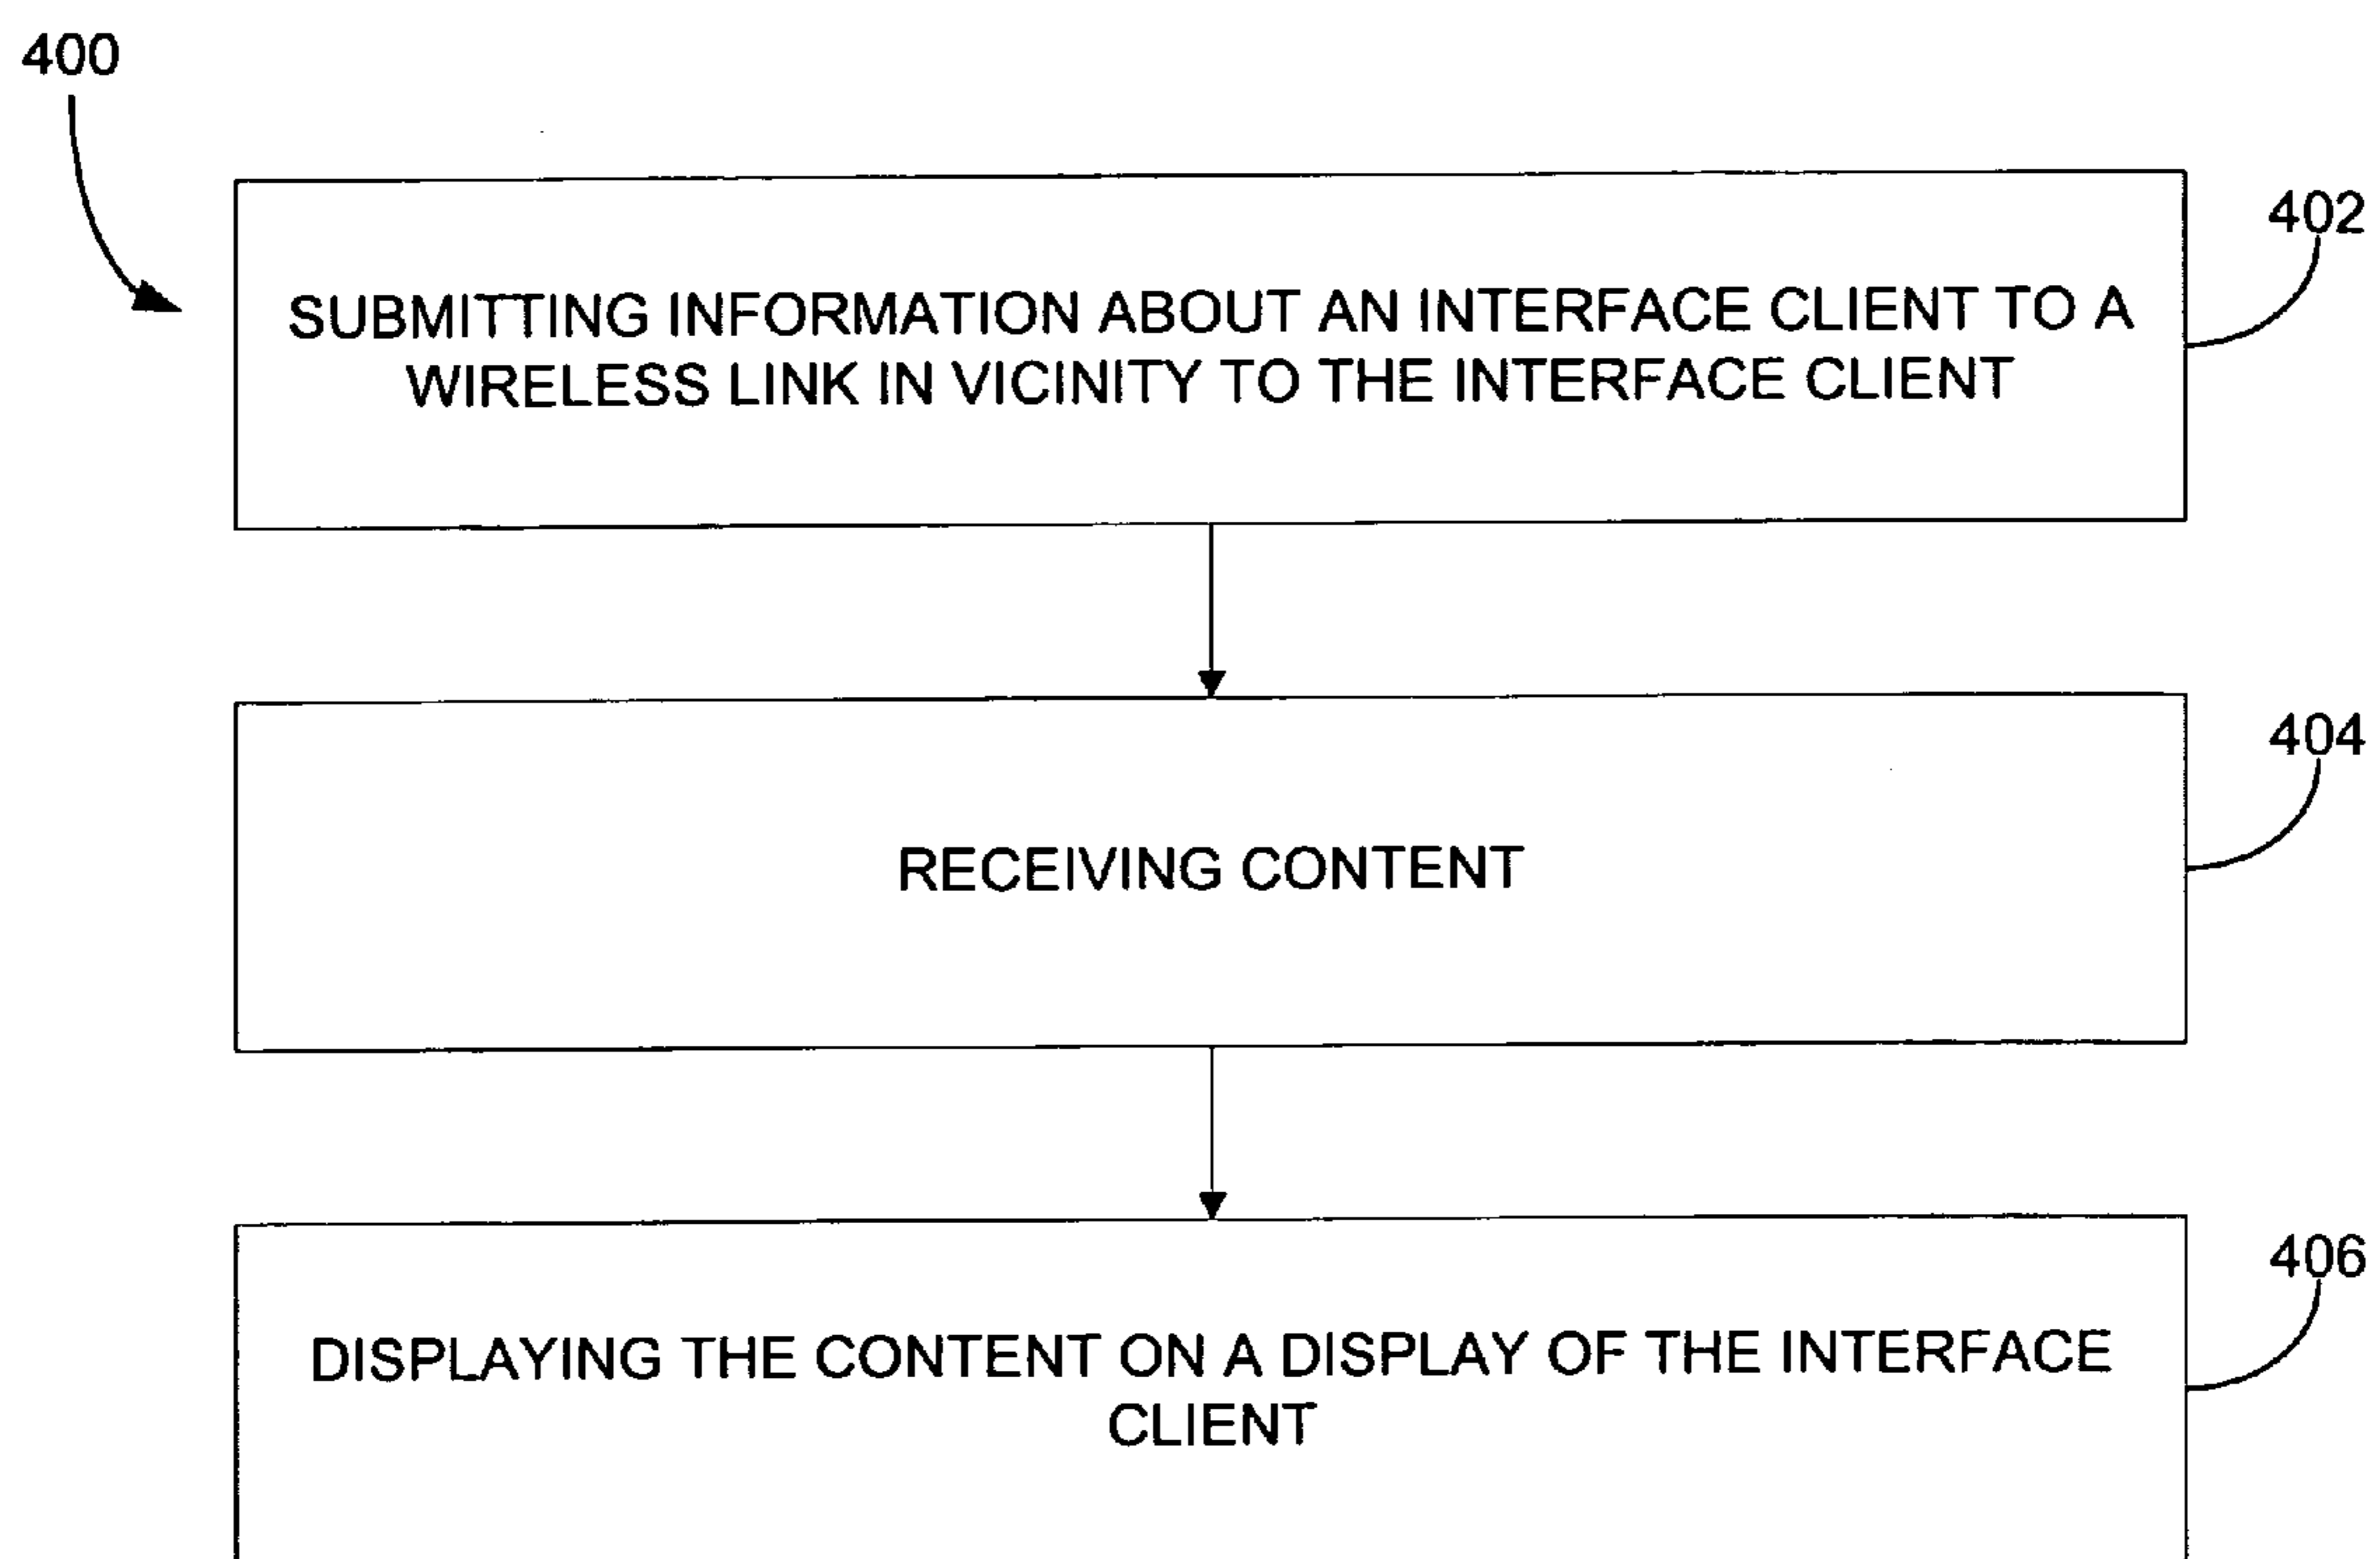 400
402
SUBMITTING INFORMATION ABOUT AN INTERFACE CLIENT TO A
WIRELESS LINK IN VICINITY TO THE INTERFACE CLIENT
404
RECEIVING CONTENT
406
DISPLAYING THE CONTENT ON A DISPLAY OF THE INTERFACE
CLIENT